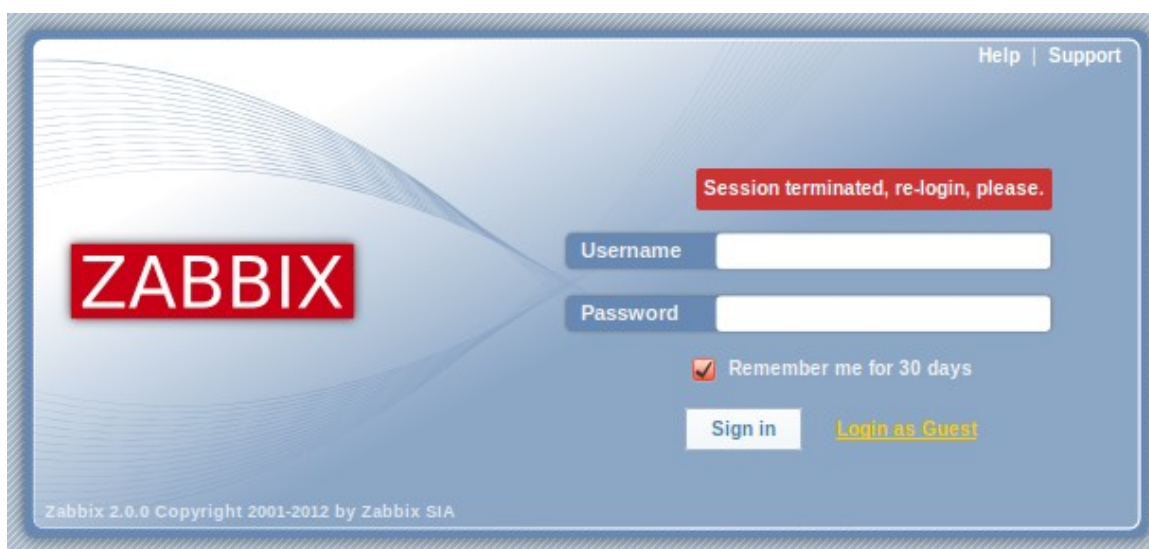 Help | Support
Session terminated, re-login, please.
ZABBIX
Username
Password
Remember me for 30 days
Sign in
Login as Guest
Zabbix 2.0.0 Copyright 2001-2012 by Zabbix SIA